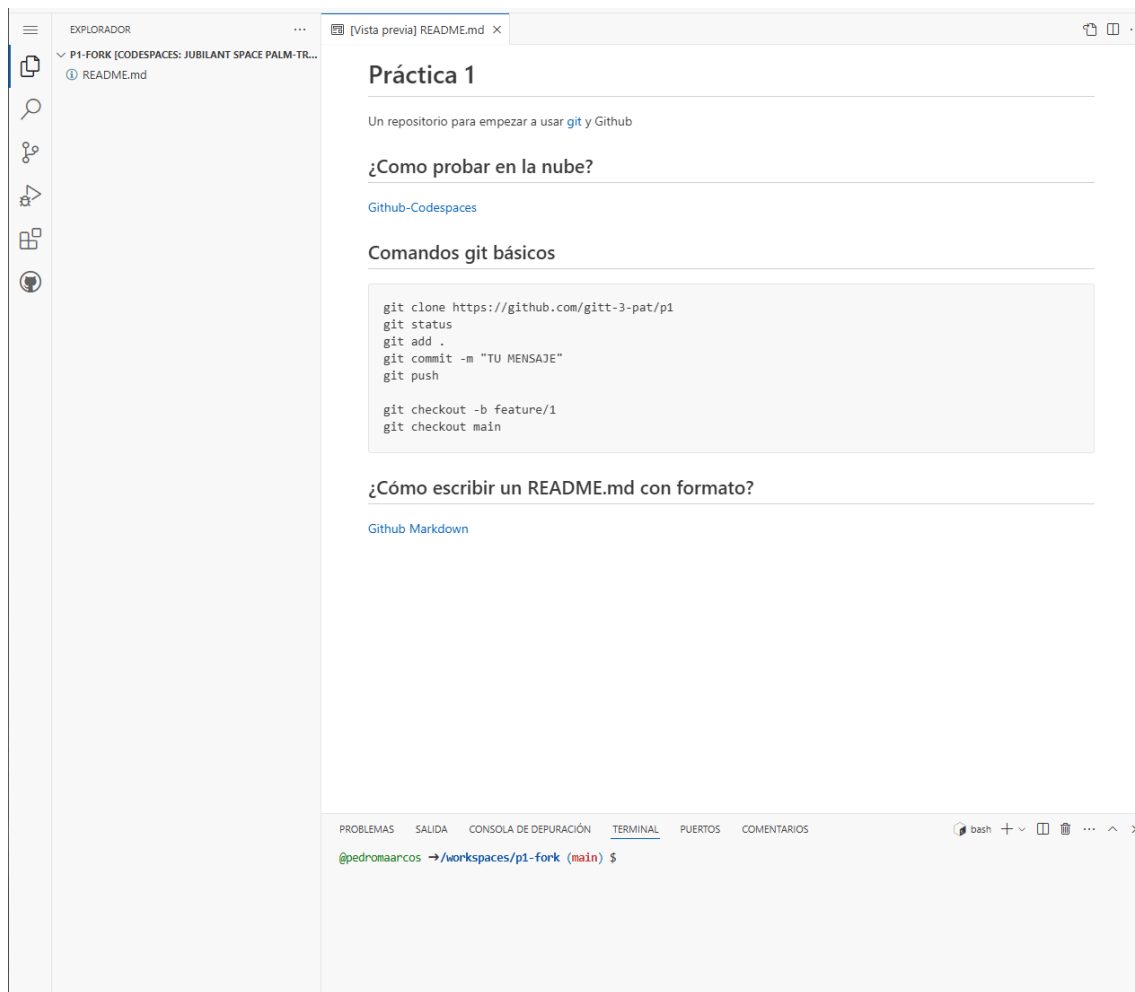 EXPLORADOR
P1-FORK [CODESPACES: JUBILANT SPACE PALM-TR...
README.md
[Vista previa] README.md
Práctica 1
Un repositorio para empezar a usar git y Github
¿Como probar en la nube?
Github-Codespaces
Comandos git básicos
git clone https://github.com/gitt-3-pat/p1
git status
git add .
git commit -m "TU MENSAJE"
git push
git checkout -b feature/1
git checkout main
¿Cómo escribir un README.md con formato?
Github Markdown
PROBLEMAS SALIDA CONSOLA DE DEPURACIÓN TERMINAL PUERTOS COMENTARIOS bash
@pedromaarcos →/workspaces/p1-fork (main) $